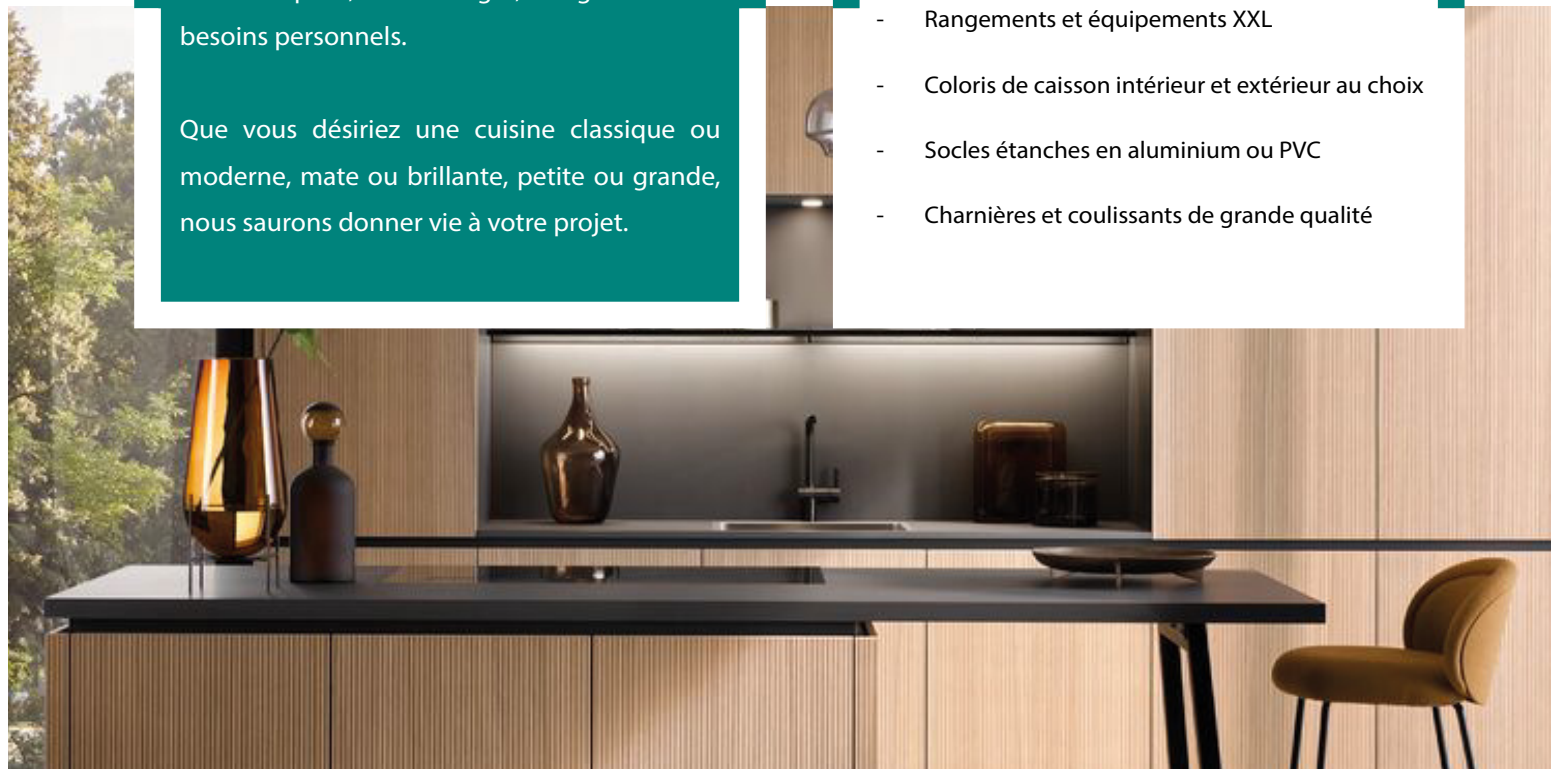 besoins personnels.
Que vous désiriez une cuisine classique ou
moderne, mate ou brillante, petite ou grande,
nous saurons donner vie à votre projet.
- Rangements et équipements XXL
- Coloris de caisson intérieur et extérieur au choix
- Socles étanches en aluminium ou PVC
- Charnières et coulissants de grande qualité